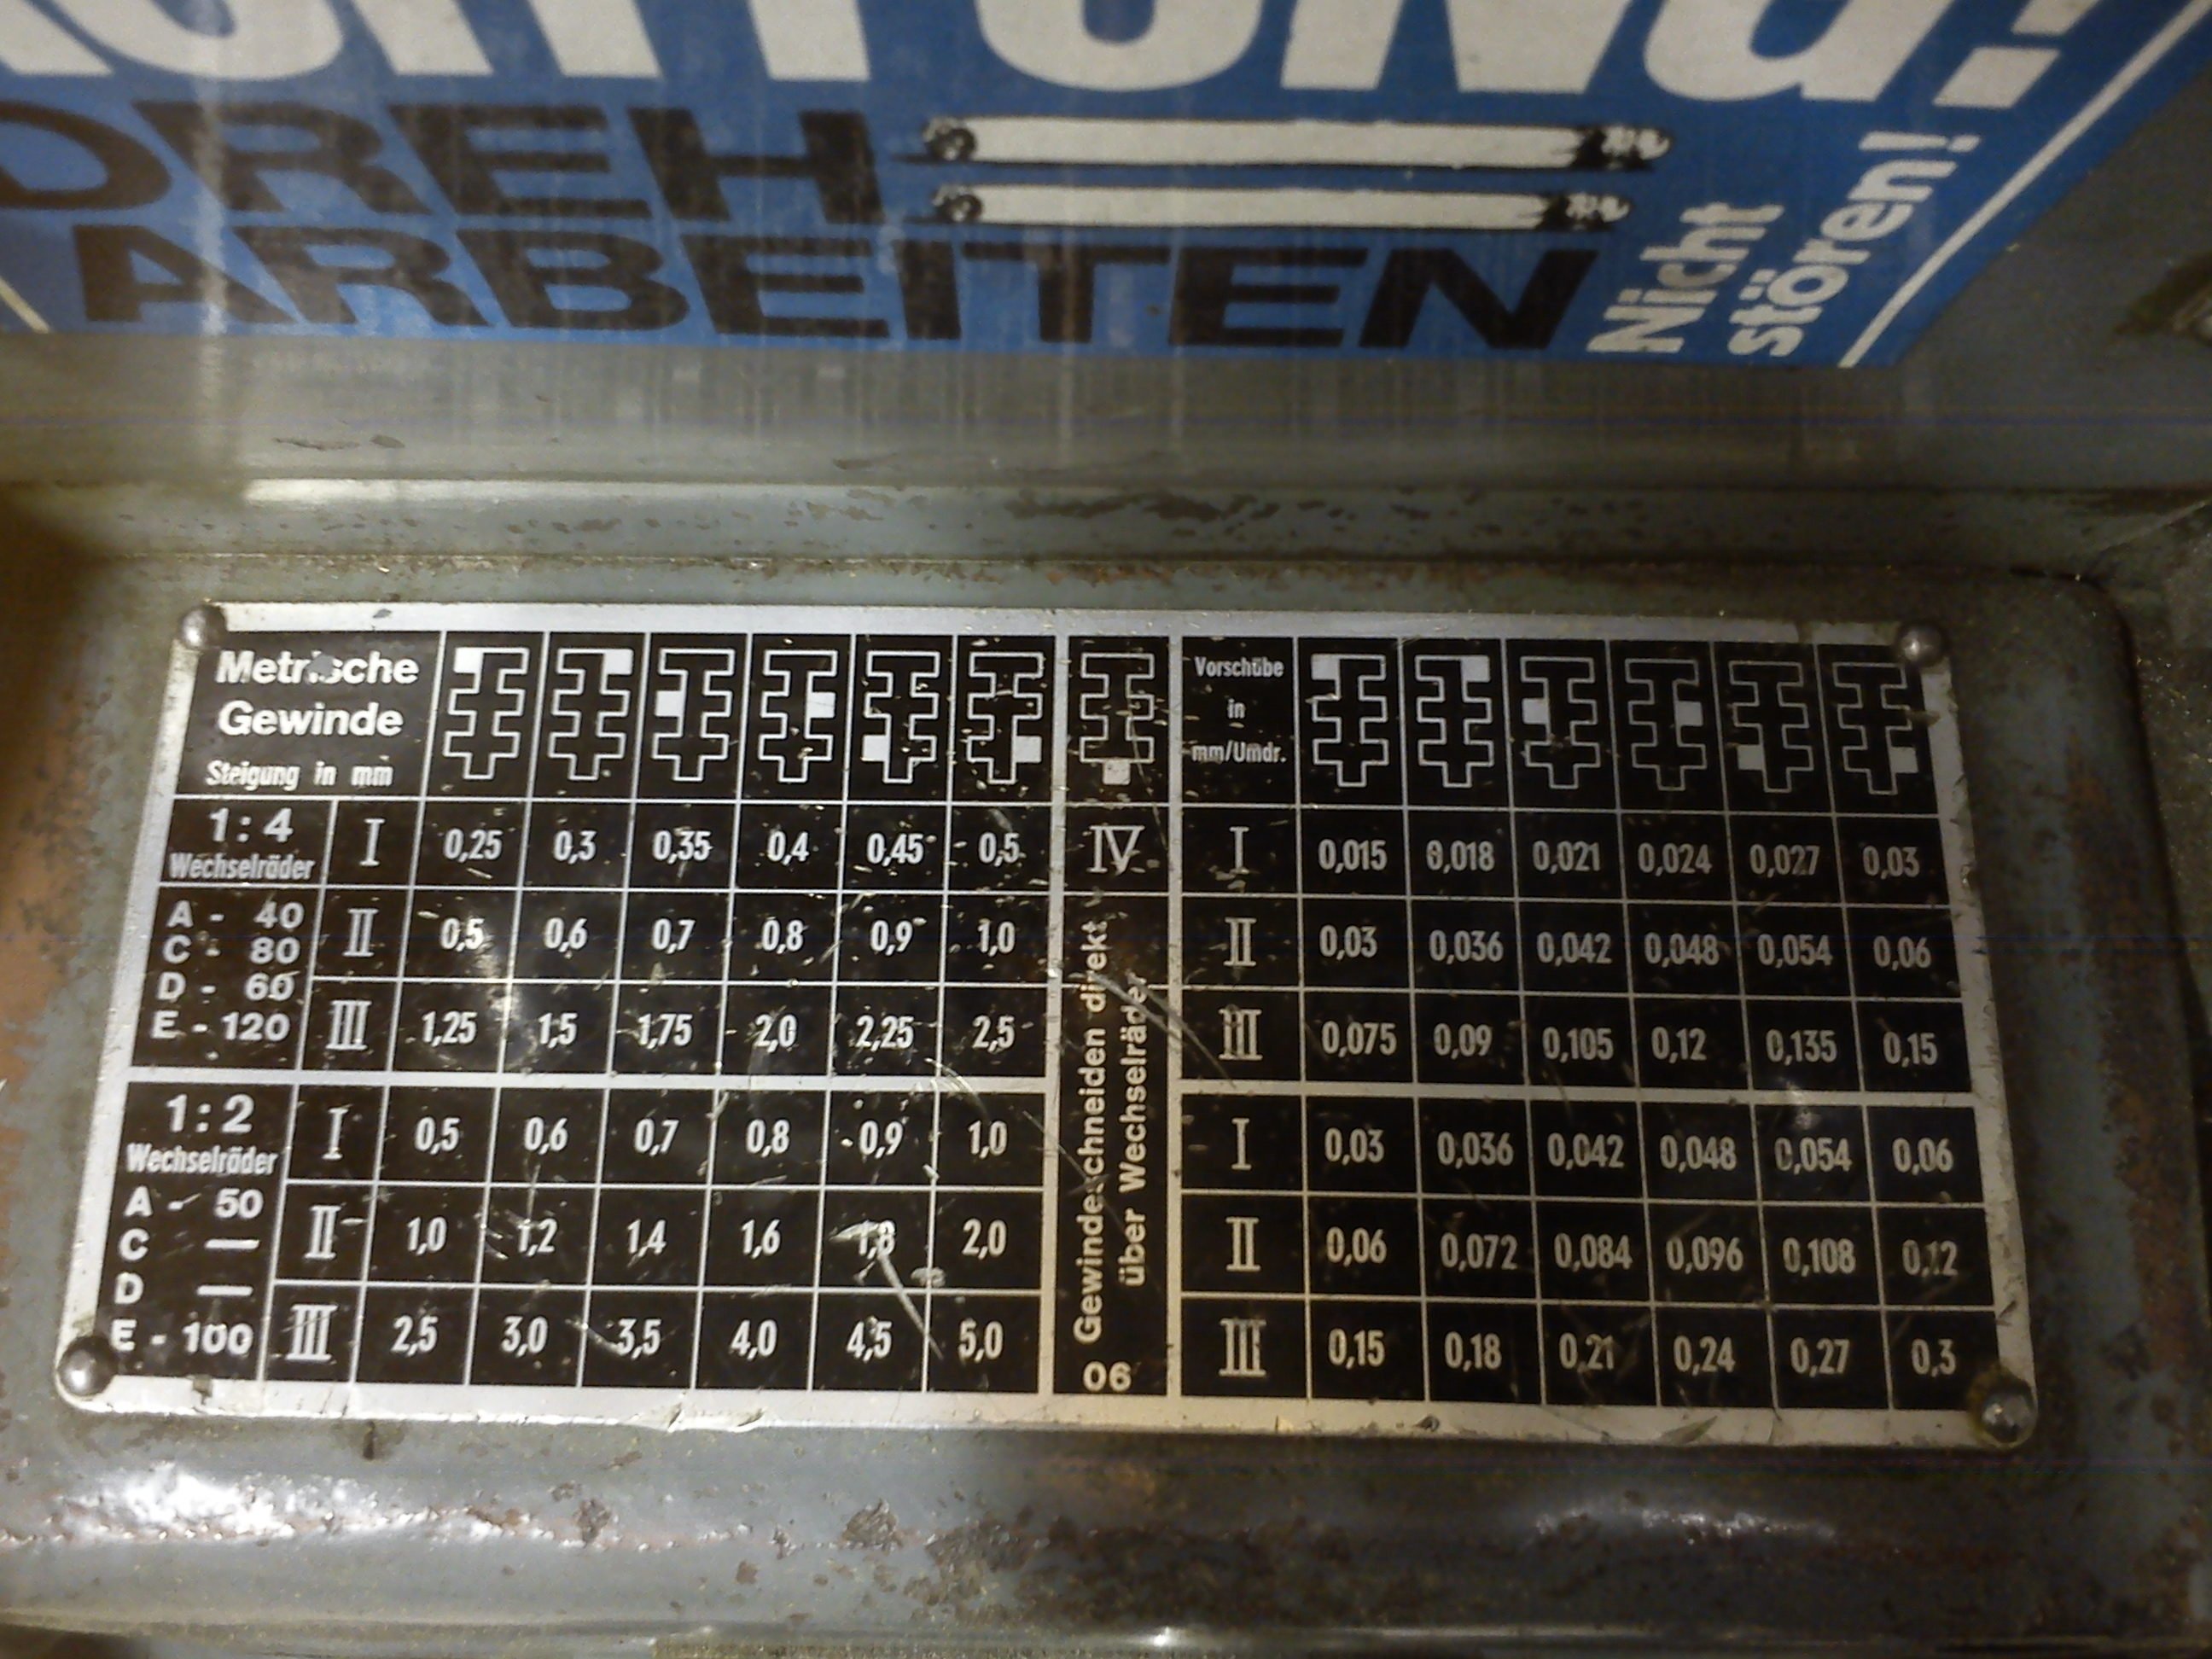 DREH
ARBEITEN
Nicht
stören!
Metrische
Gewinde
Steigung in mm
Vorschübe
in
mm/Umdr.
1:4
Wechselräder
I 0,25 0,3 0,35 0,4 0,45 0,5 IV I 0,015 0,018 0,021 0,024 0,027 0,03
A - 40
C - 80
II 0,5 0,6 0,7 0,8 0,9 1,0 II 0,03 0,036 0,042 0,048 0,054 0,06
D - 60
E - 120
III 1,25 1,5 1,75 2,0 2,25 2,5 III 0,075 0,09 0,105 0,12 0,135 0,15
1:2
Wechselräder
I 0,5 0,6 0,7 0,8 0,9 1,0 I 0,03 0,036 0,042 0,048 0,054 0,06
A - 50
C —
II 1,0 1,2 1,4 1,6 1,8 2,0 II 0,06 0,072 0,084 0,096 0,108 0,12
D —
E - 100
III 2,5 3,0 3,5 4,0 4,5 5,0 III 0,15 0,18 0,21 0,24 0,27 0,3
Gewindeschneiden direkt
über Wechselräder
06